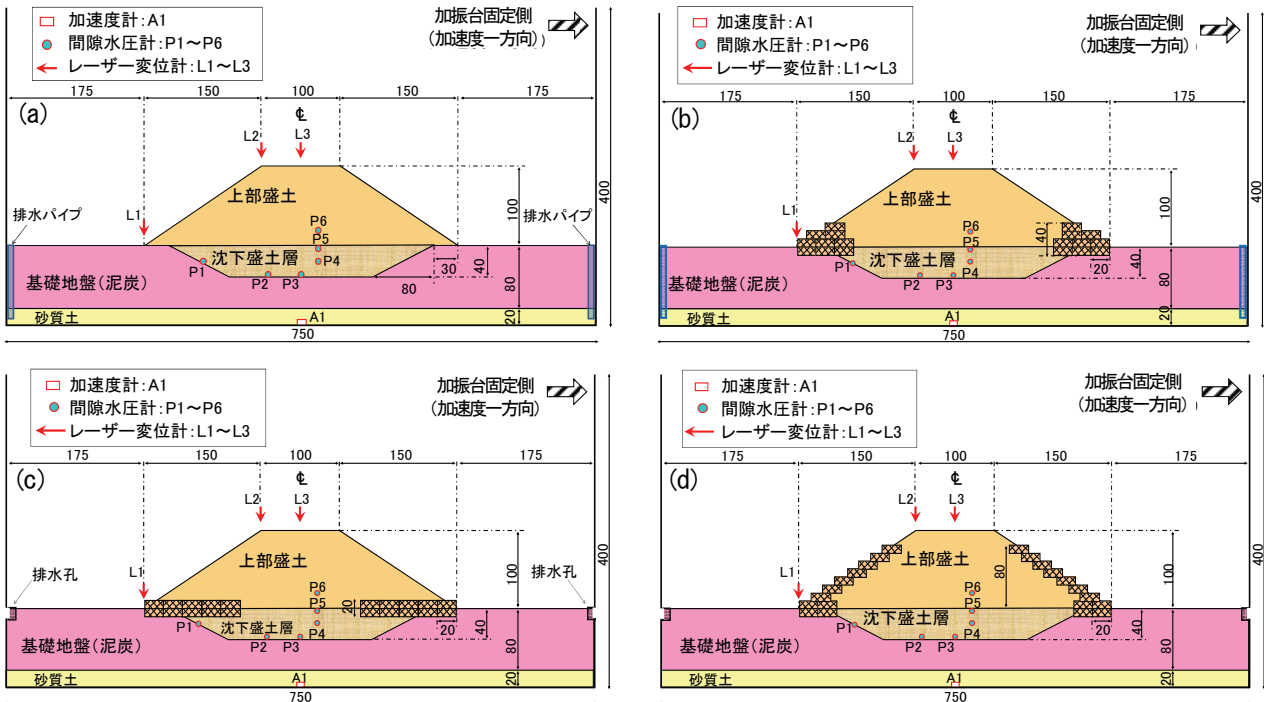 (a)
加速度計:A1
間隙水圧計:P1～P6
レーザー変位計:L1～L3
加振台固定側
(加速度一方向)
175
150
100
150
175
℄
L2
L3
L1
400
100
排水パイプ
排水パイプ
上部盛土
P6
P5
沈下盛土層
P4
P1
P2
P3
30
40
80
80
基礎地盤(泥炭)
砂質土
A1
20
750
(b)
加速度計:A1
間隙水圧計:P1～P6
レーザー変位計:L1～L3
加振台固定側
(加速度一方向)
175
150
100
150
175
℄
L2
L3
L1
400
100
上部盛土
P6
40
P5
沈下盛土層
P4
P1
P2
P3
20
40
80
基礎地盤(泥炭)
砂質土
A1
20
750
(c)
加速度計:A1
間隙水圧計:P1～P6
レーザー変位計:L1～L3
加振台固定側
(加速度一方向)
175
150
100
150
175
℄
L2
L3
L1
400
100
排水孔
排水孔
上部盛土
P6
20
P5
沈下盛土層
P4
P1
P2
P3
20
40
80
基礎地盤(泥炭)
砂質土
A1
20
750
(d)
加速度計:A1
間隙水圧計:P1～P6
レーザー変位計:L1～L3
加振台固定側
(加速度一方向)
175
150
100
150
175
℄
L2
L3
L1
400
100
上部盛土
80
P6
P5
沈下盛土層
P4
P1
P2
P3
20
40
80
基礎地盤(泥炭)
砂質土
A1
20
750